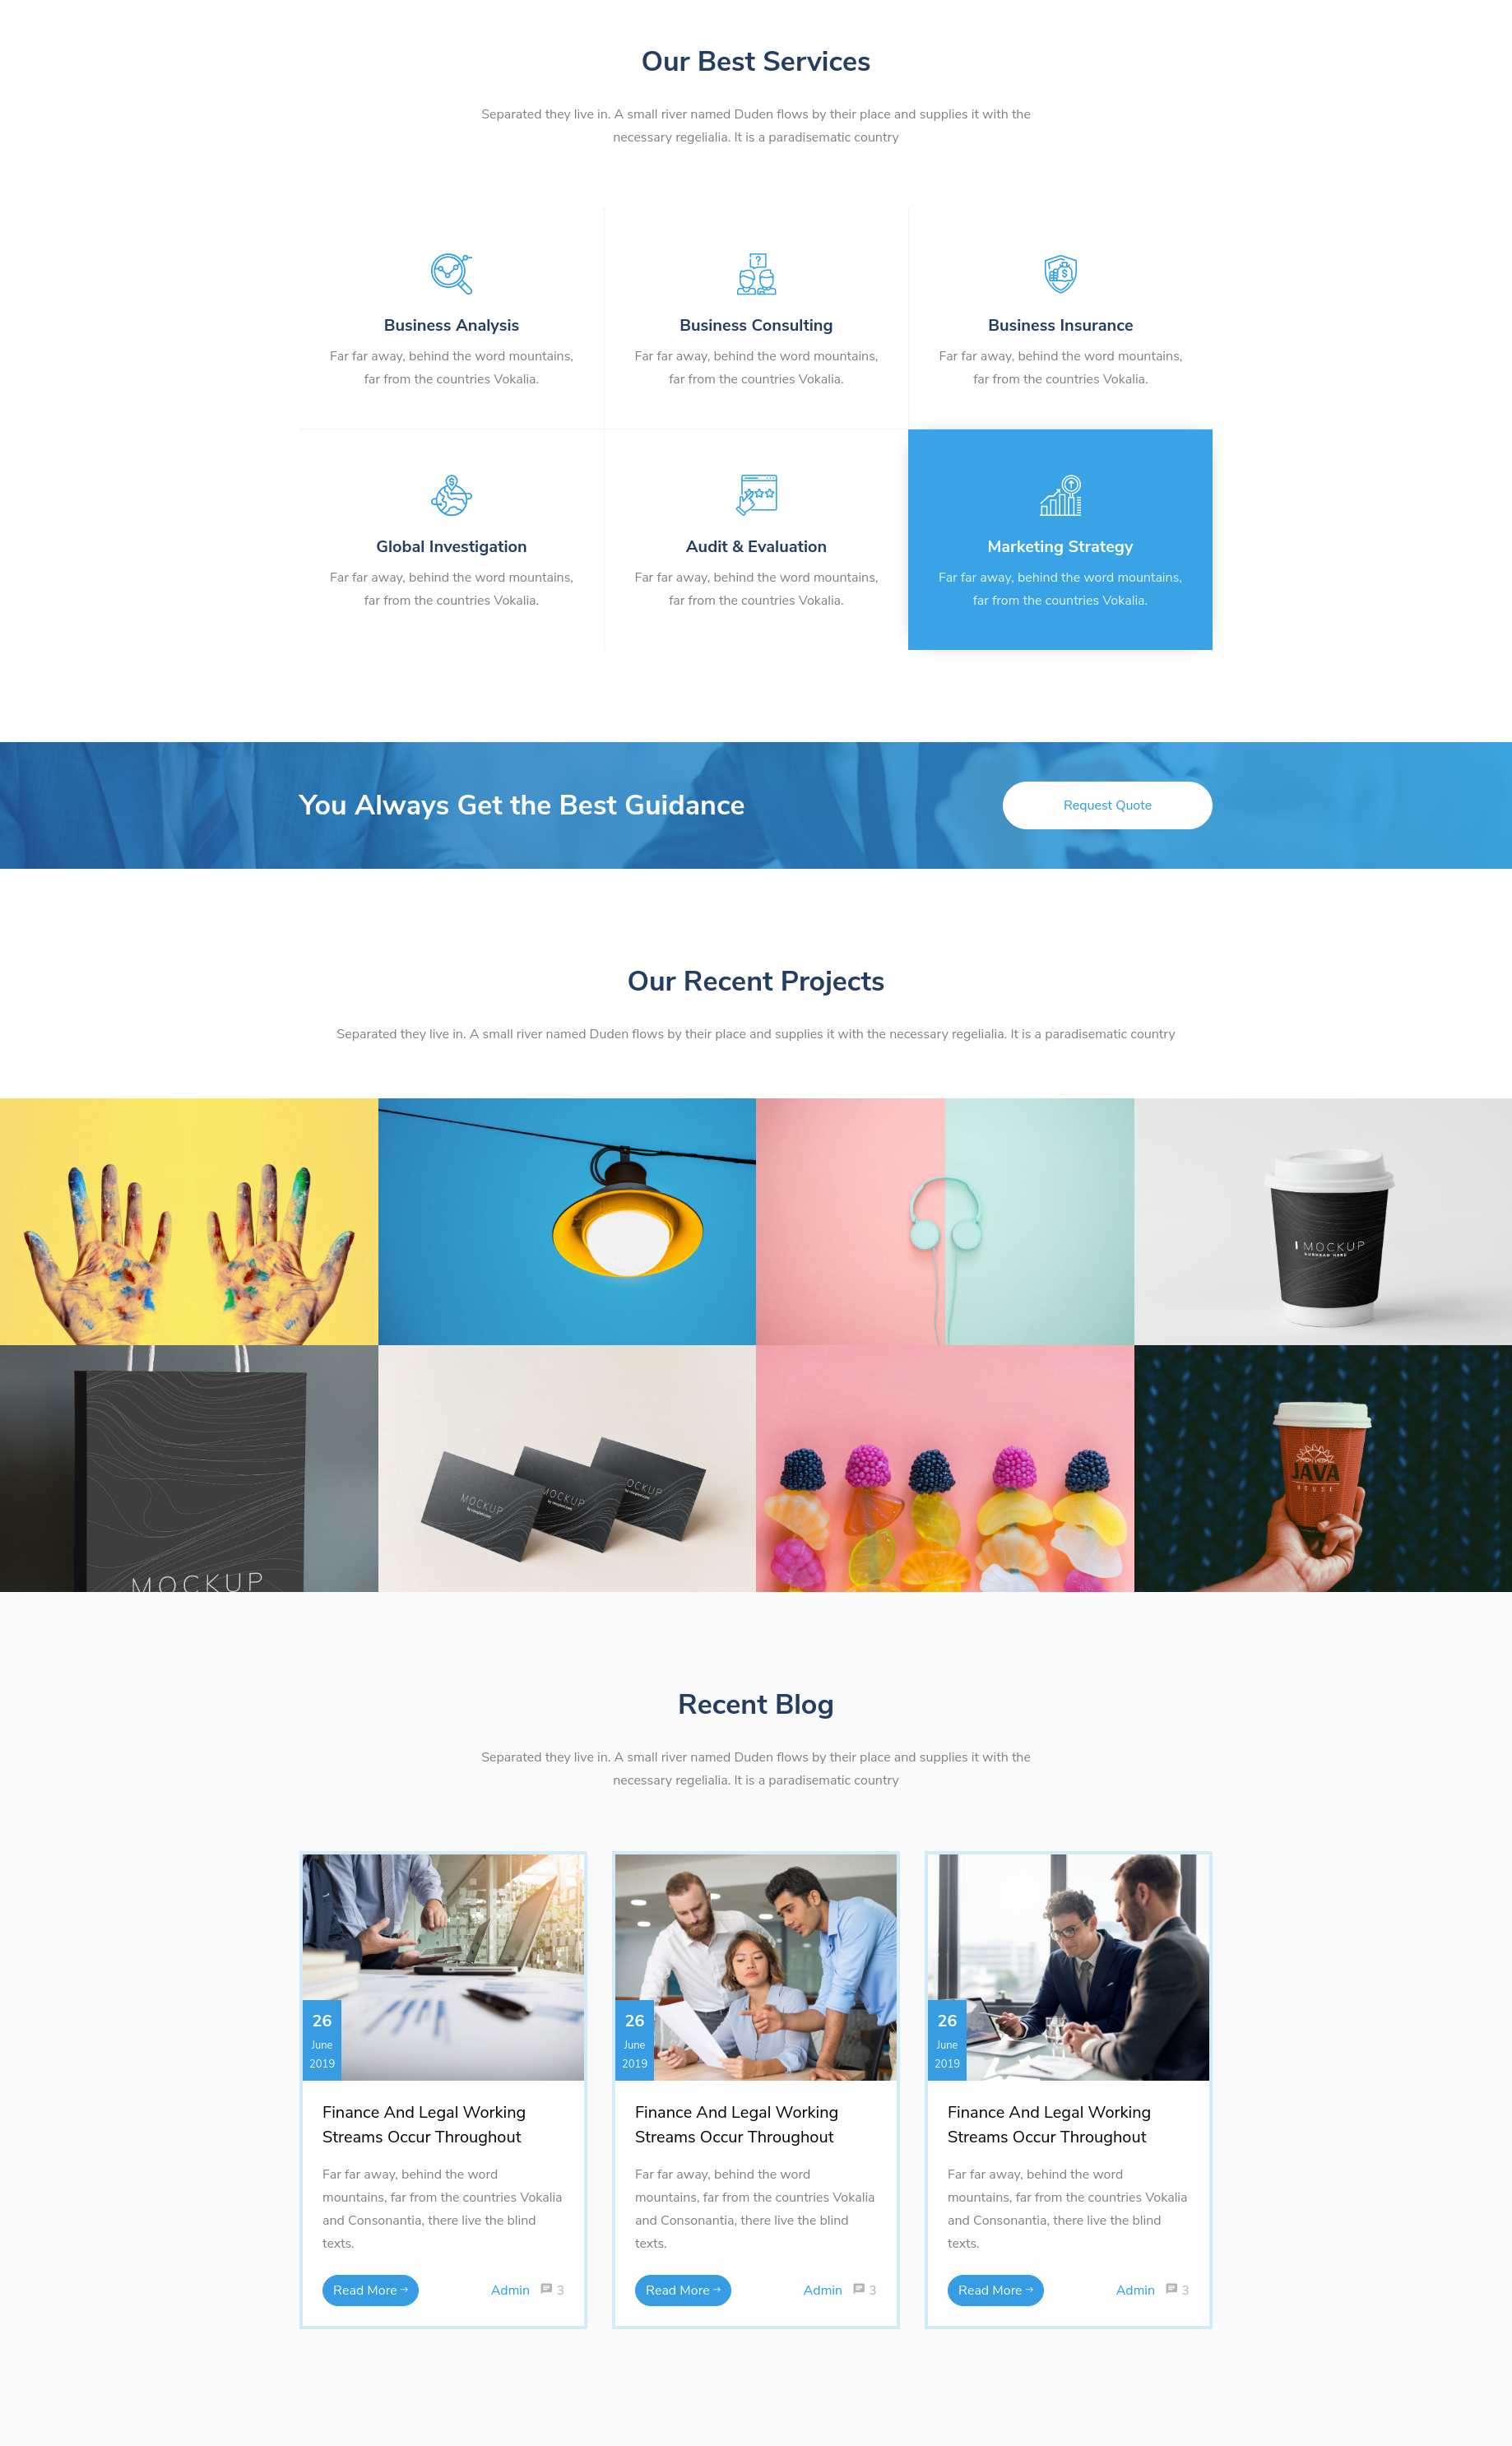 Our Best Services
Separated they live in. A small river named Duden flows by their place and supplies it with the
necessary regelialia. It is a paradisematic country
Business Analysis
Far far away, behind the word mountains,
far from the countries Vokalia.
Business Consulting
Far far away, behind the word mountains,
far from the countries Vokalia.
Business Insurance
Far far away, behind the word mountains,
far from the countries Vokalia.
Global Investigation
Far far away, behind the word mountains,
far from the countries Vokalia.
Audit & Evaluation
Far far away, behind the word mountains,
far from the countries Vokalia.
Marketing Strategy
Far far away, behind the word mountains,
far from the countries Vokalia.
You Always Get the Best Guidance
Request Quote
Our Recent Projects
Separated they live in. A small river named Duden flows by their place and supplies it with the necessary regelialia. It is a paradisematic country
MOCKUP
MOCKUP
MOCKUP
MOCKUP
MOCKUP
JAVA
HOUSE
Recent Blog
Separated they live in. A small river named Duden flows by their place and supplies it with the
necessary regelialia. It is a paradisematic country
26
June
2019
Finance And Legal Working
Streams Occur Throughout
Far far away, behind the word
mountains, far from the countries Vokalia
and Consonantia, there live the blind
texts.
Read More →
Admin 3
26
June
2019
Finance And Legal Working
Streams Occur Throughout
Far far away, behind the word
mountains, far from the countries Vokalia
and Consonantia, there live the blind
texts.
Read More →
Admin 3
26
June
2019
Finance And Legal Working
Streams Occur Throughout
Far far away, behind the word
mountains, far from the countries Vokalia
and Consonantia, there live the blind
texts.
Read More →
Admin 3